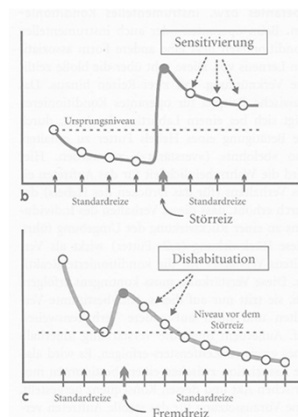 Sensitivierung
Ursprungsniveau
b
Standardreize
Standardreize
Störreiz
Dishabituation
Niveau vor dem
Störreiz
c
Standardreize
Standardreize
Fremdreiz